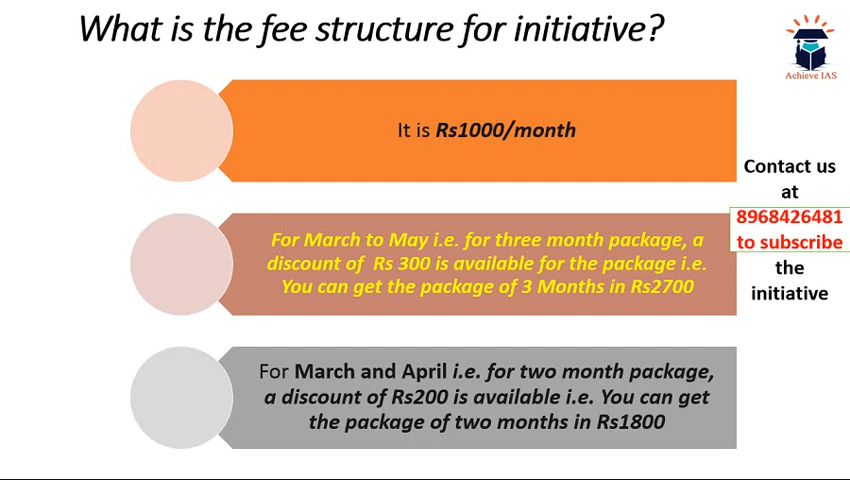 What is the fee structure for initiative?
Achieve IAS
It is Rs1000/month
For March to May i.e. for three month package, a
discount of Rs 300 is available for the package i.e.
You can get the package of 3 Months in Rs2700
For March and April i.e. for two month package,
a discount of Rs200 is available i.e. You can get
the package of two months in Rs1800
Contact us
at
8968426481
to subscribe
the
initiative